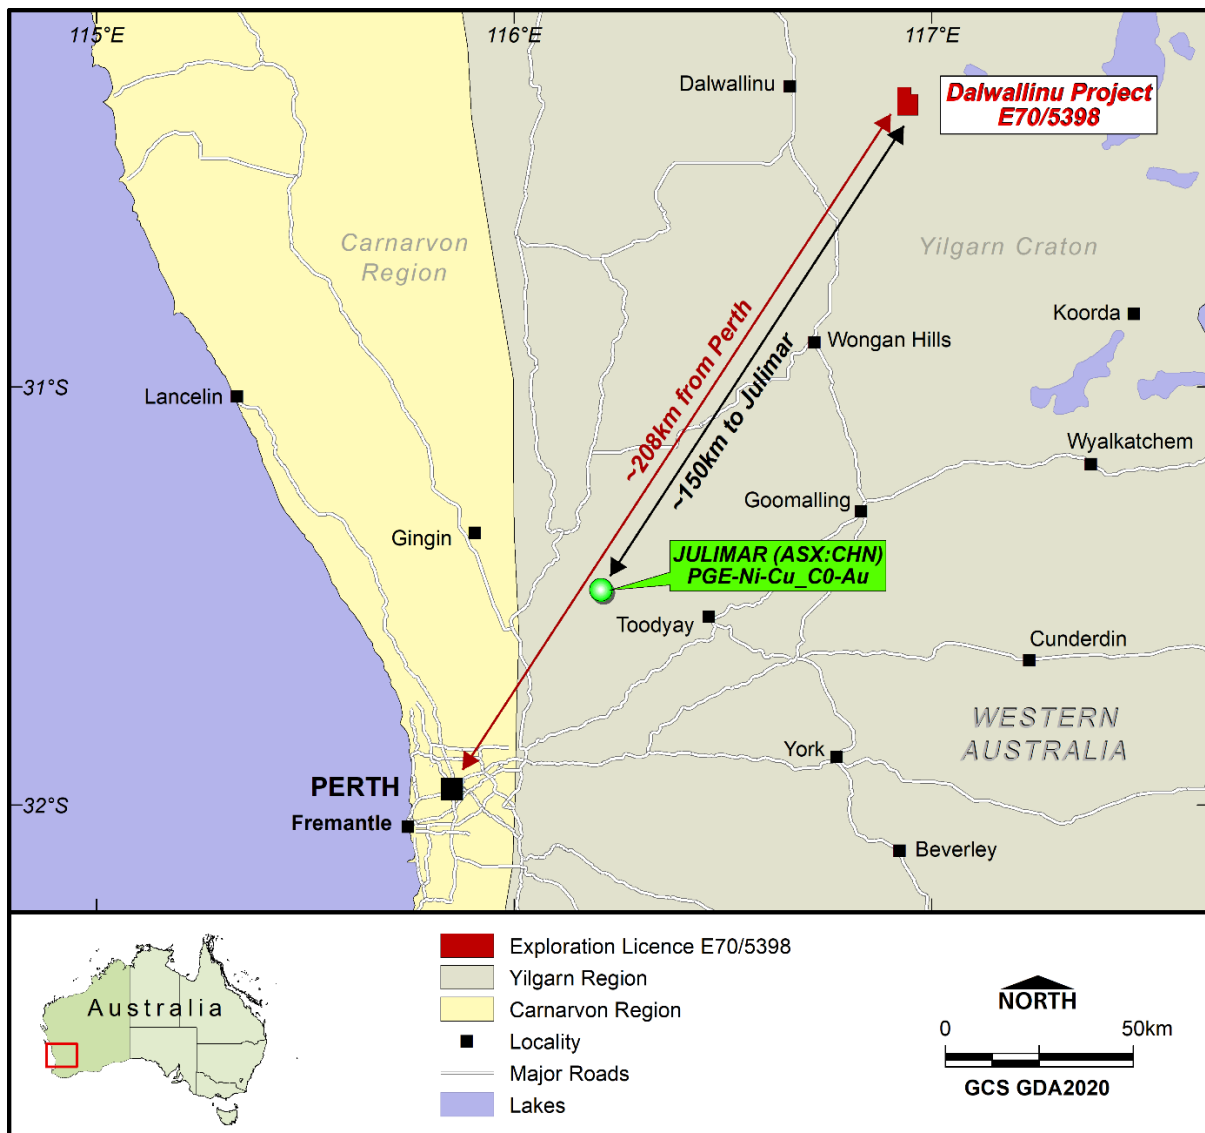 115°E
116°E
117°E
Dalwallinu
Dalwallinu Project
E70/5398
Carnarvon
Region
Yilgarn Craton
Koorda
~208km from Perth
~150km to Julimar
Wongan Hills
31°S
Lancelin
Wyalkatchem
Goomalling
Gingin
JULIMAR (ASX:CHN)
PGE-Ni-Cu_C0-Au
Toodyay
Cunderdin
WESTERN
AUSTRALIA
York
PERTH
32°S
Fremantle
Beverley
Australia
Exploration Licence E70/5398
Yilgarn Region
Carnarvon Region
Locality
Major Roads
Lakes
NORTH
0 50km
GCS GDA2020